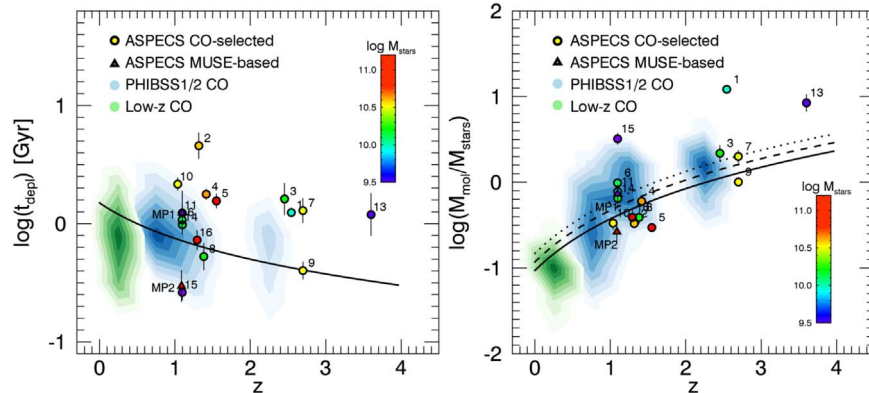 ASPECS CO-selected
ASPECS MUSE-based
PHIBSS1/2 CO
Low-z CO
log M_stars
11.0
10.5
10.0
9.5
log(t_depl) [Gyr]
1
0
-1
0
1
2
3
4
z
2
10
4
5
3
1
7
13
11
MP1
14
16
8
9
MP2
15
ASPECS CO-selected
ASPECS MUSE-based
PHIBSS1/2 CO
Low-z CO
log M_stars
11.0
10.5
10.0
9.5
log(M_mol/M_stars)
2
1
0
-1
-2
0
1
2
3
4
z
1
13
15
3
7
9
6
14
4
5
MP2